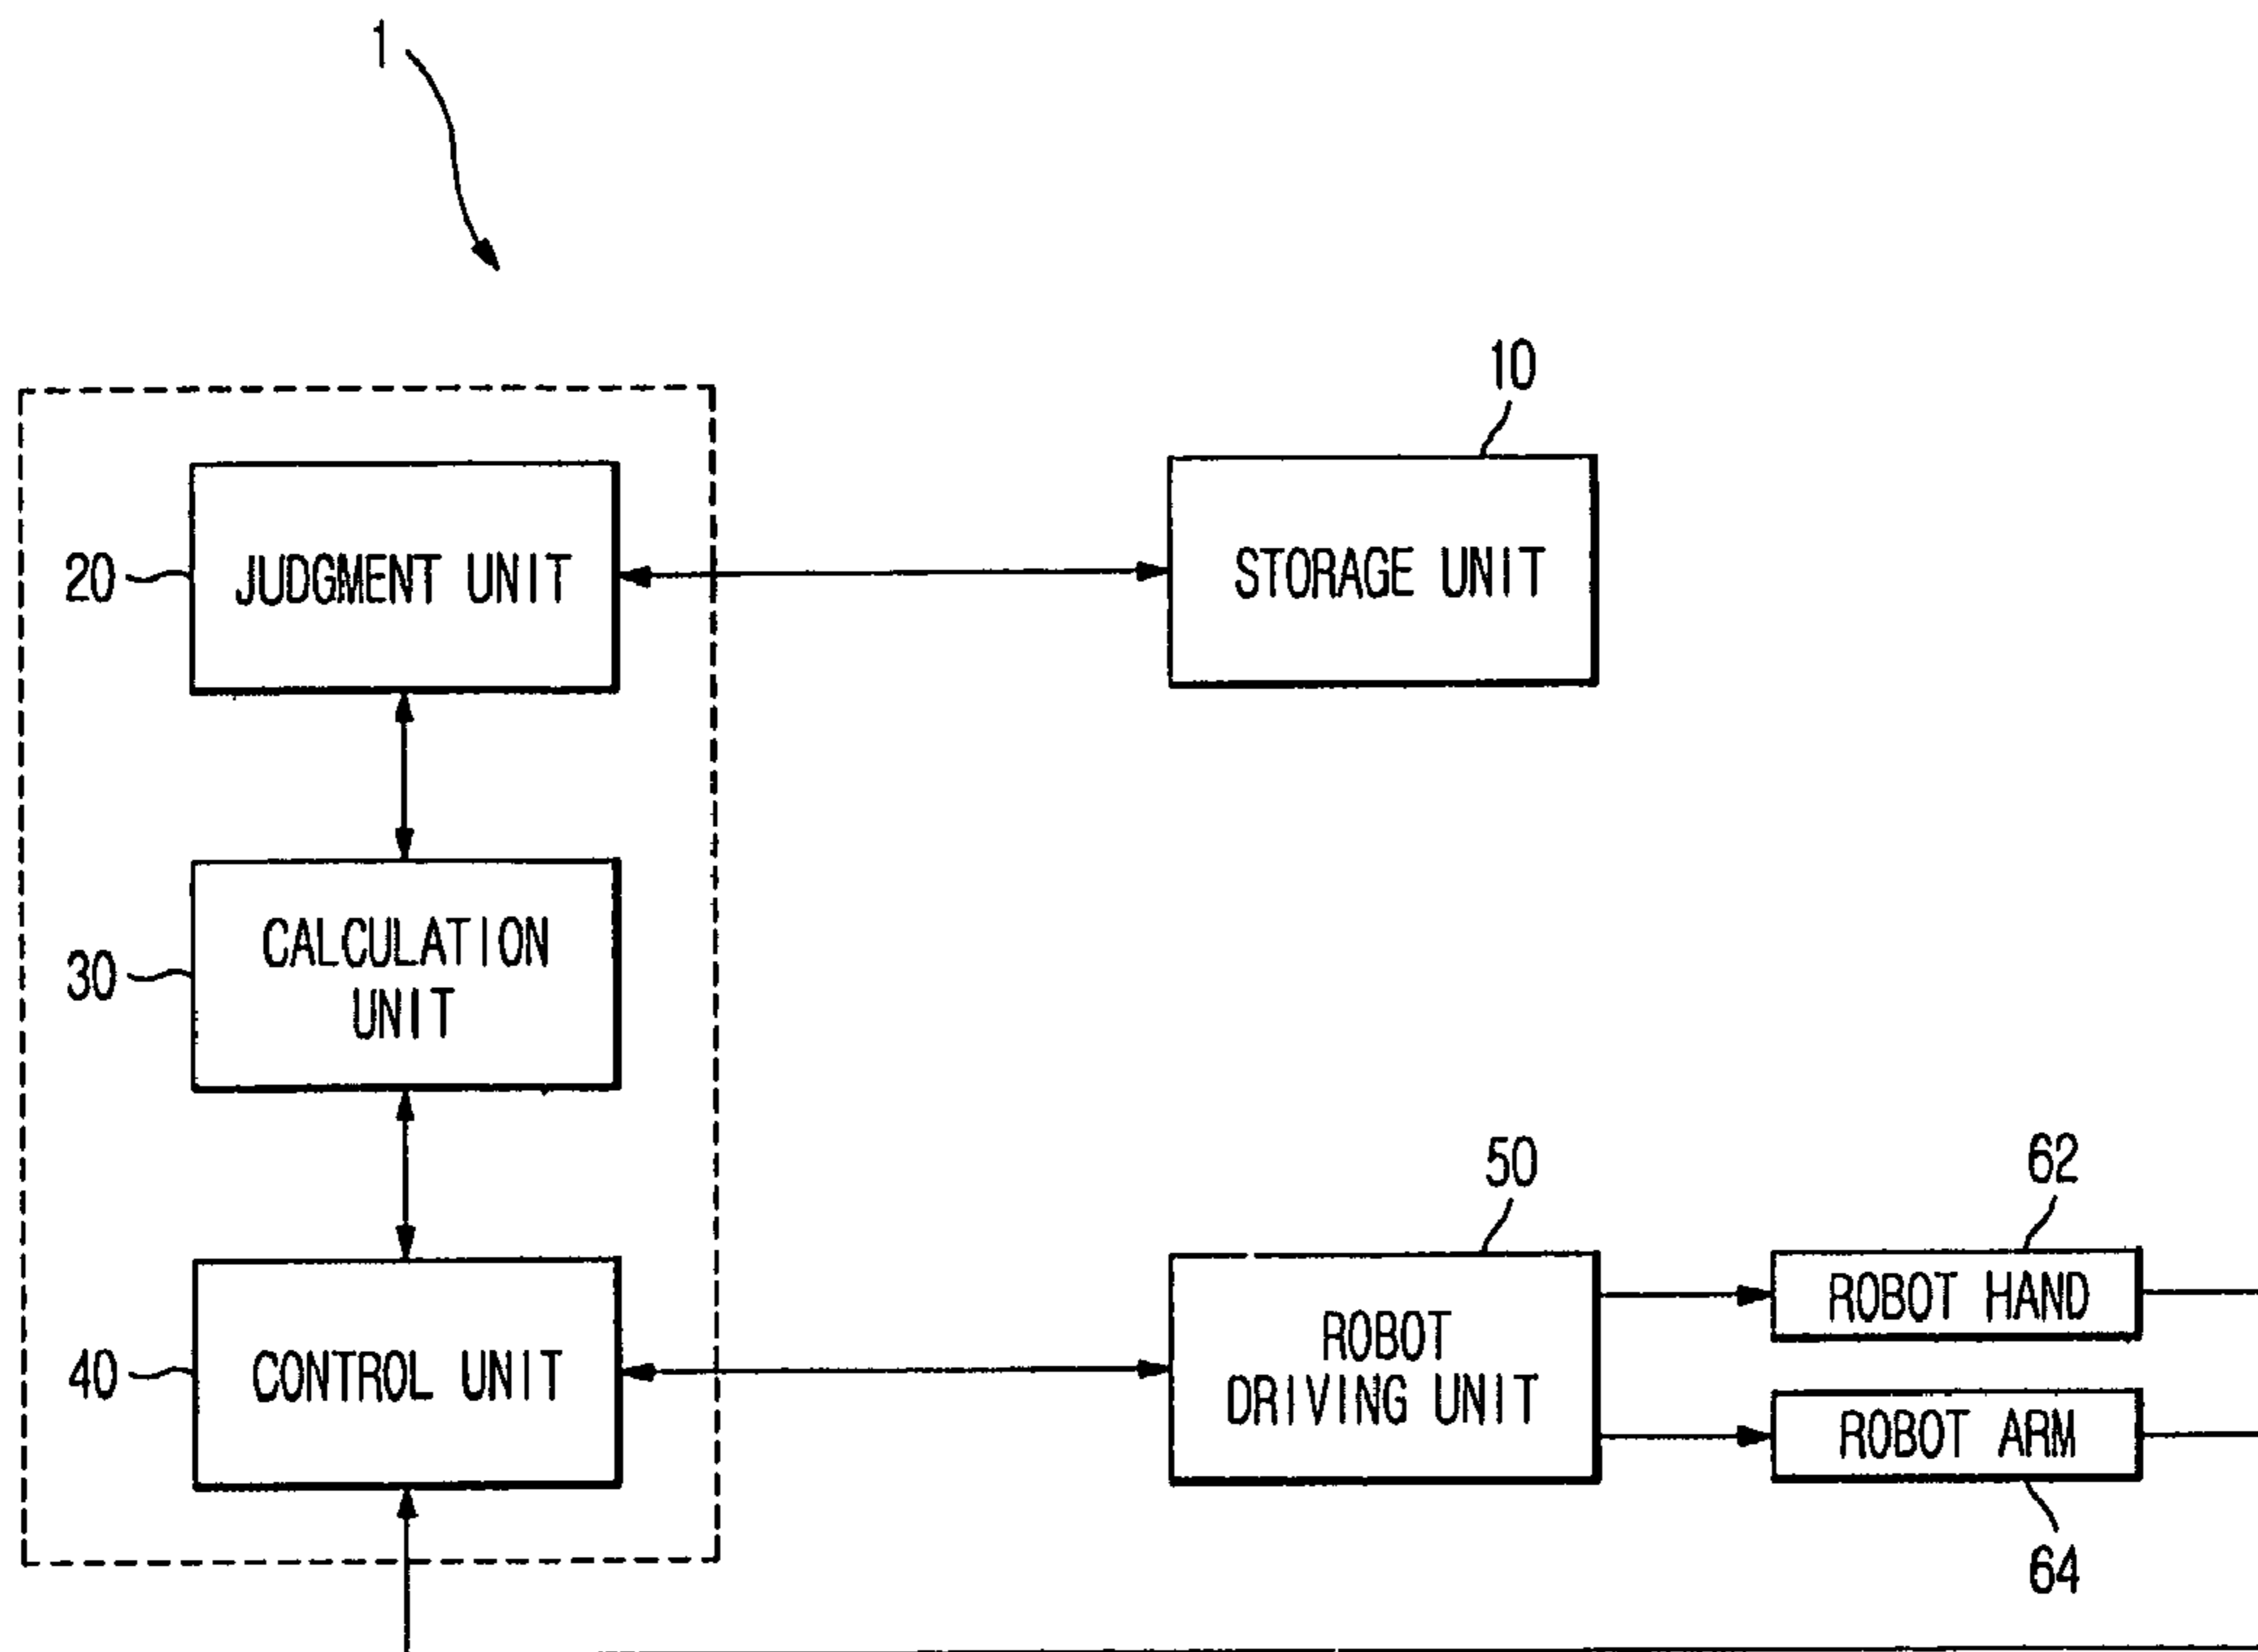 1
10
20
JUDGMENT UNIT
STORAGE UNIT
30
CALCULATION
UNIT
50
62
40
CONTROL UNIT
ROBOT
DRIVING UNIT
ROBOT HAND
ROBOT ARM
64